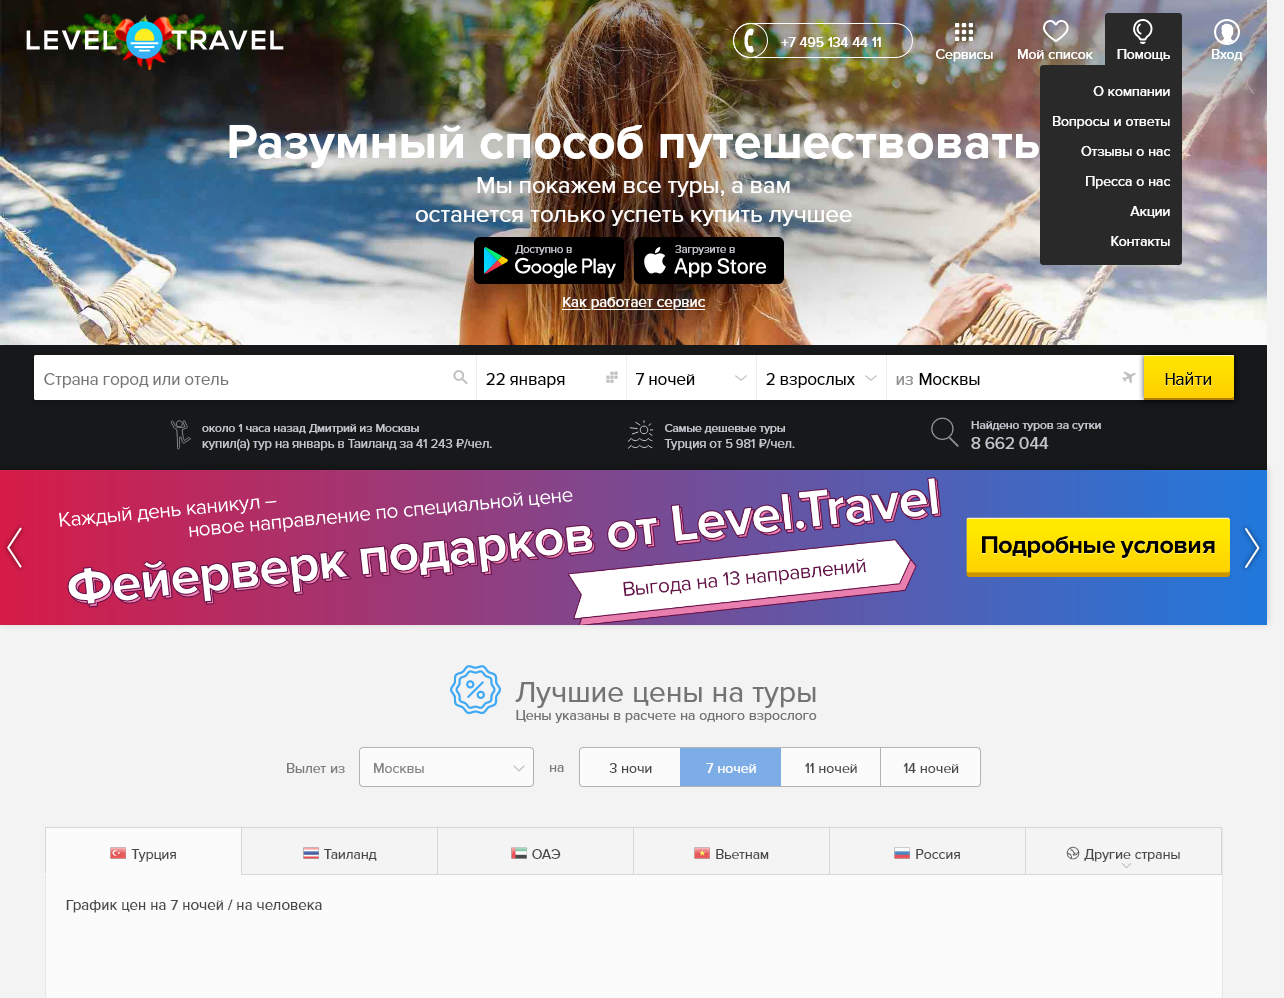 LEVEL TRAVEL
+7 495 134 44 11
Сервисы
Мой список
Помощь
Вход
О компании
Вопросы и ответы
Отзывы о нас
Пресса о нас
Акции
Контакты
Разумный способ путешествовать
Мы покажем все туры, а вам
останется только успеть купить лучшее
Доступно в
Google Play
Загрузите в
App Store
Как работает сервис
Страна город или отель
22 января
7 ночей
2 взрослых
из Москвы
Найти
около 1 часа назад Дмитрий из Москвы
купил(а) тур на январь в Таиланд за 41 243 ₽/чел.
Самые дешевые туры
Турция от 5 981 ₽/чел.
Найдено туров за сутки
8 662 044
Каждый день каникул –
новое направление по специальной цене
Фейерверк подарков от Level.Travel
Выгода на 13 направлений
Подробные условия
Лучшие цены на туры
Цены указаны в расчете на одного взрослого
Вылет из
Москвы
на
3 ночи
7 ночей
11 ночей
14 ночей
Турция
Таиланд
ОАЭ
Вьетнам
Россия
Другие страны
График цен на 7 ночей / на человека